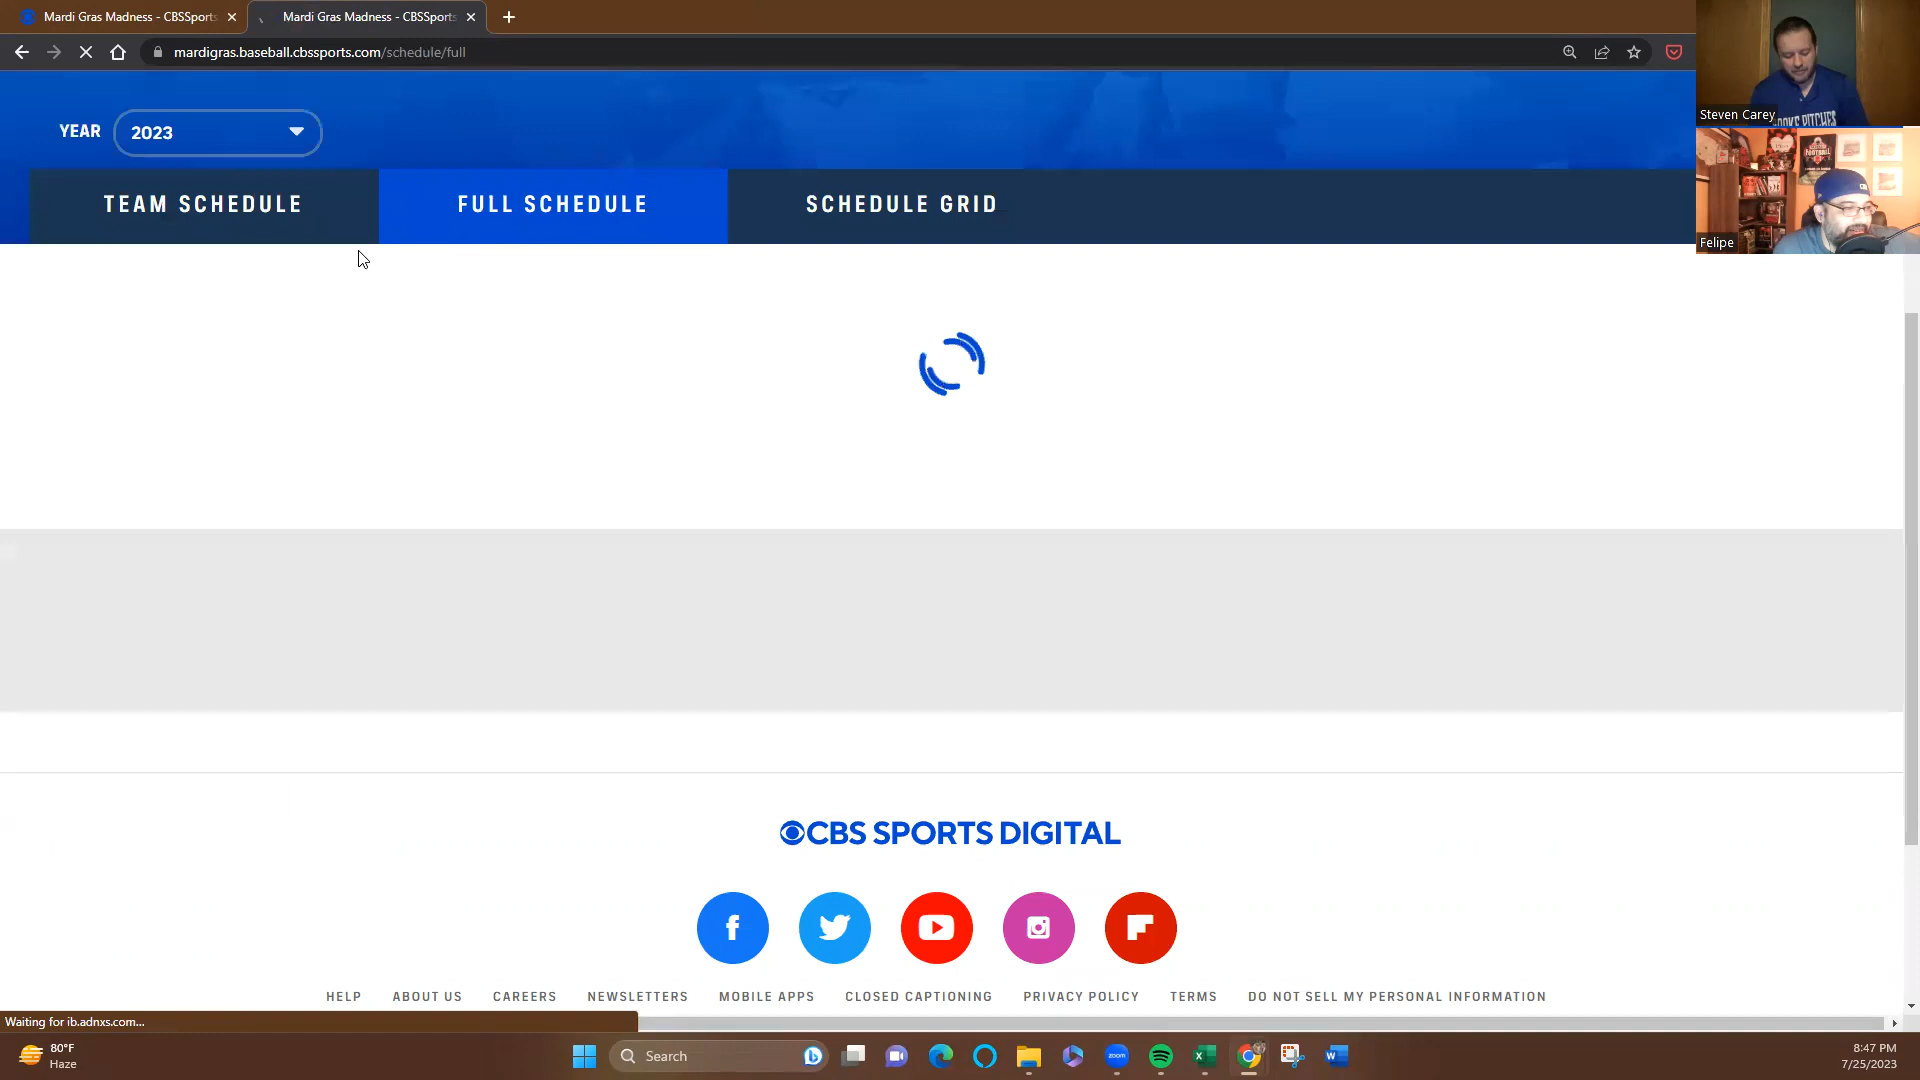 Mardi Gras Madness - CBSSports
Mardi Gras Madness - CBSSports
mardigras.baseball.cbssports.com/schedule/full
Steven Carey
Felipe
YEAR 2023
TEAM SCHEDULE FULL SCHEDULE SCHEDULE GRID
CBS SPORTS DIGITAL
HELP ABOUT US CAREERS NEWSLETTERS MOBILE APPS CLOSED CAPTIONING PRIVACY POLICY TERMS DO NOT SELL MY PERSONAL INFORMATION
Waiting for ib.adnxs.com...
80°F
Haze
Search
zoom
8:47 PM
7/25/2023